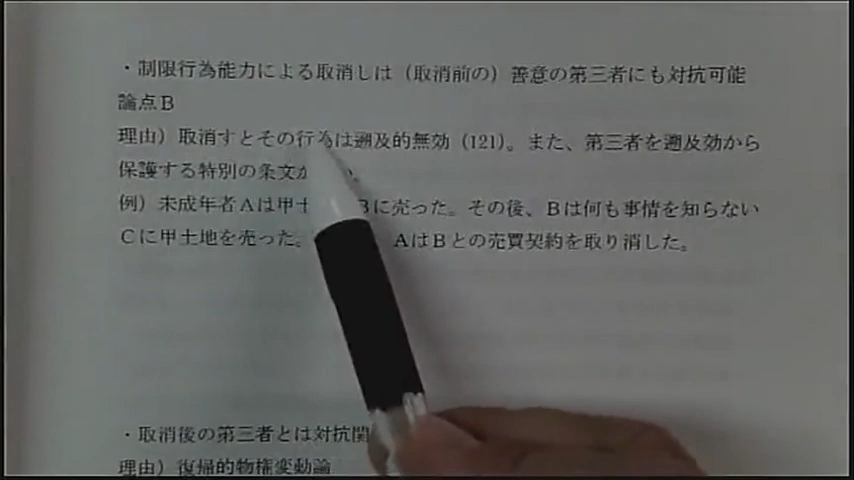 ・制限行為能力による取消しは（取消前の）善意の第三者にも対抗可能
論点Ｂ
理由）取消すとその行為は遡及的無効（121）。また、第三者を遡及効から
保護する特別の条文が
例）未成年者Ａは甲土 Ｂに売った。その後、Ｂは何も事情を知らない
Ｃに甲土地を売った。 ＡはＢとの売買契約を取り消した。
・取消後の第三者とは対抗関
理由）復帰的物権変動論